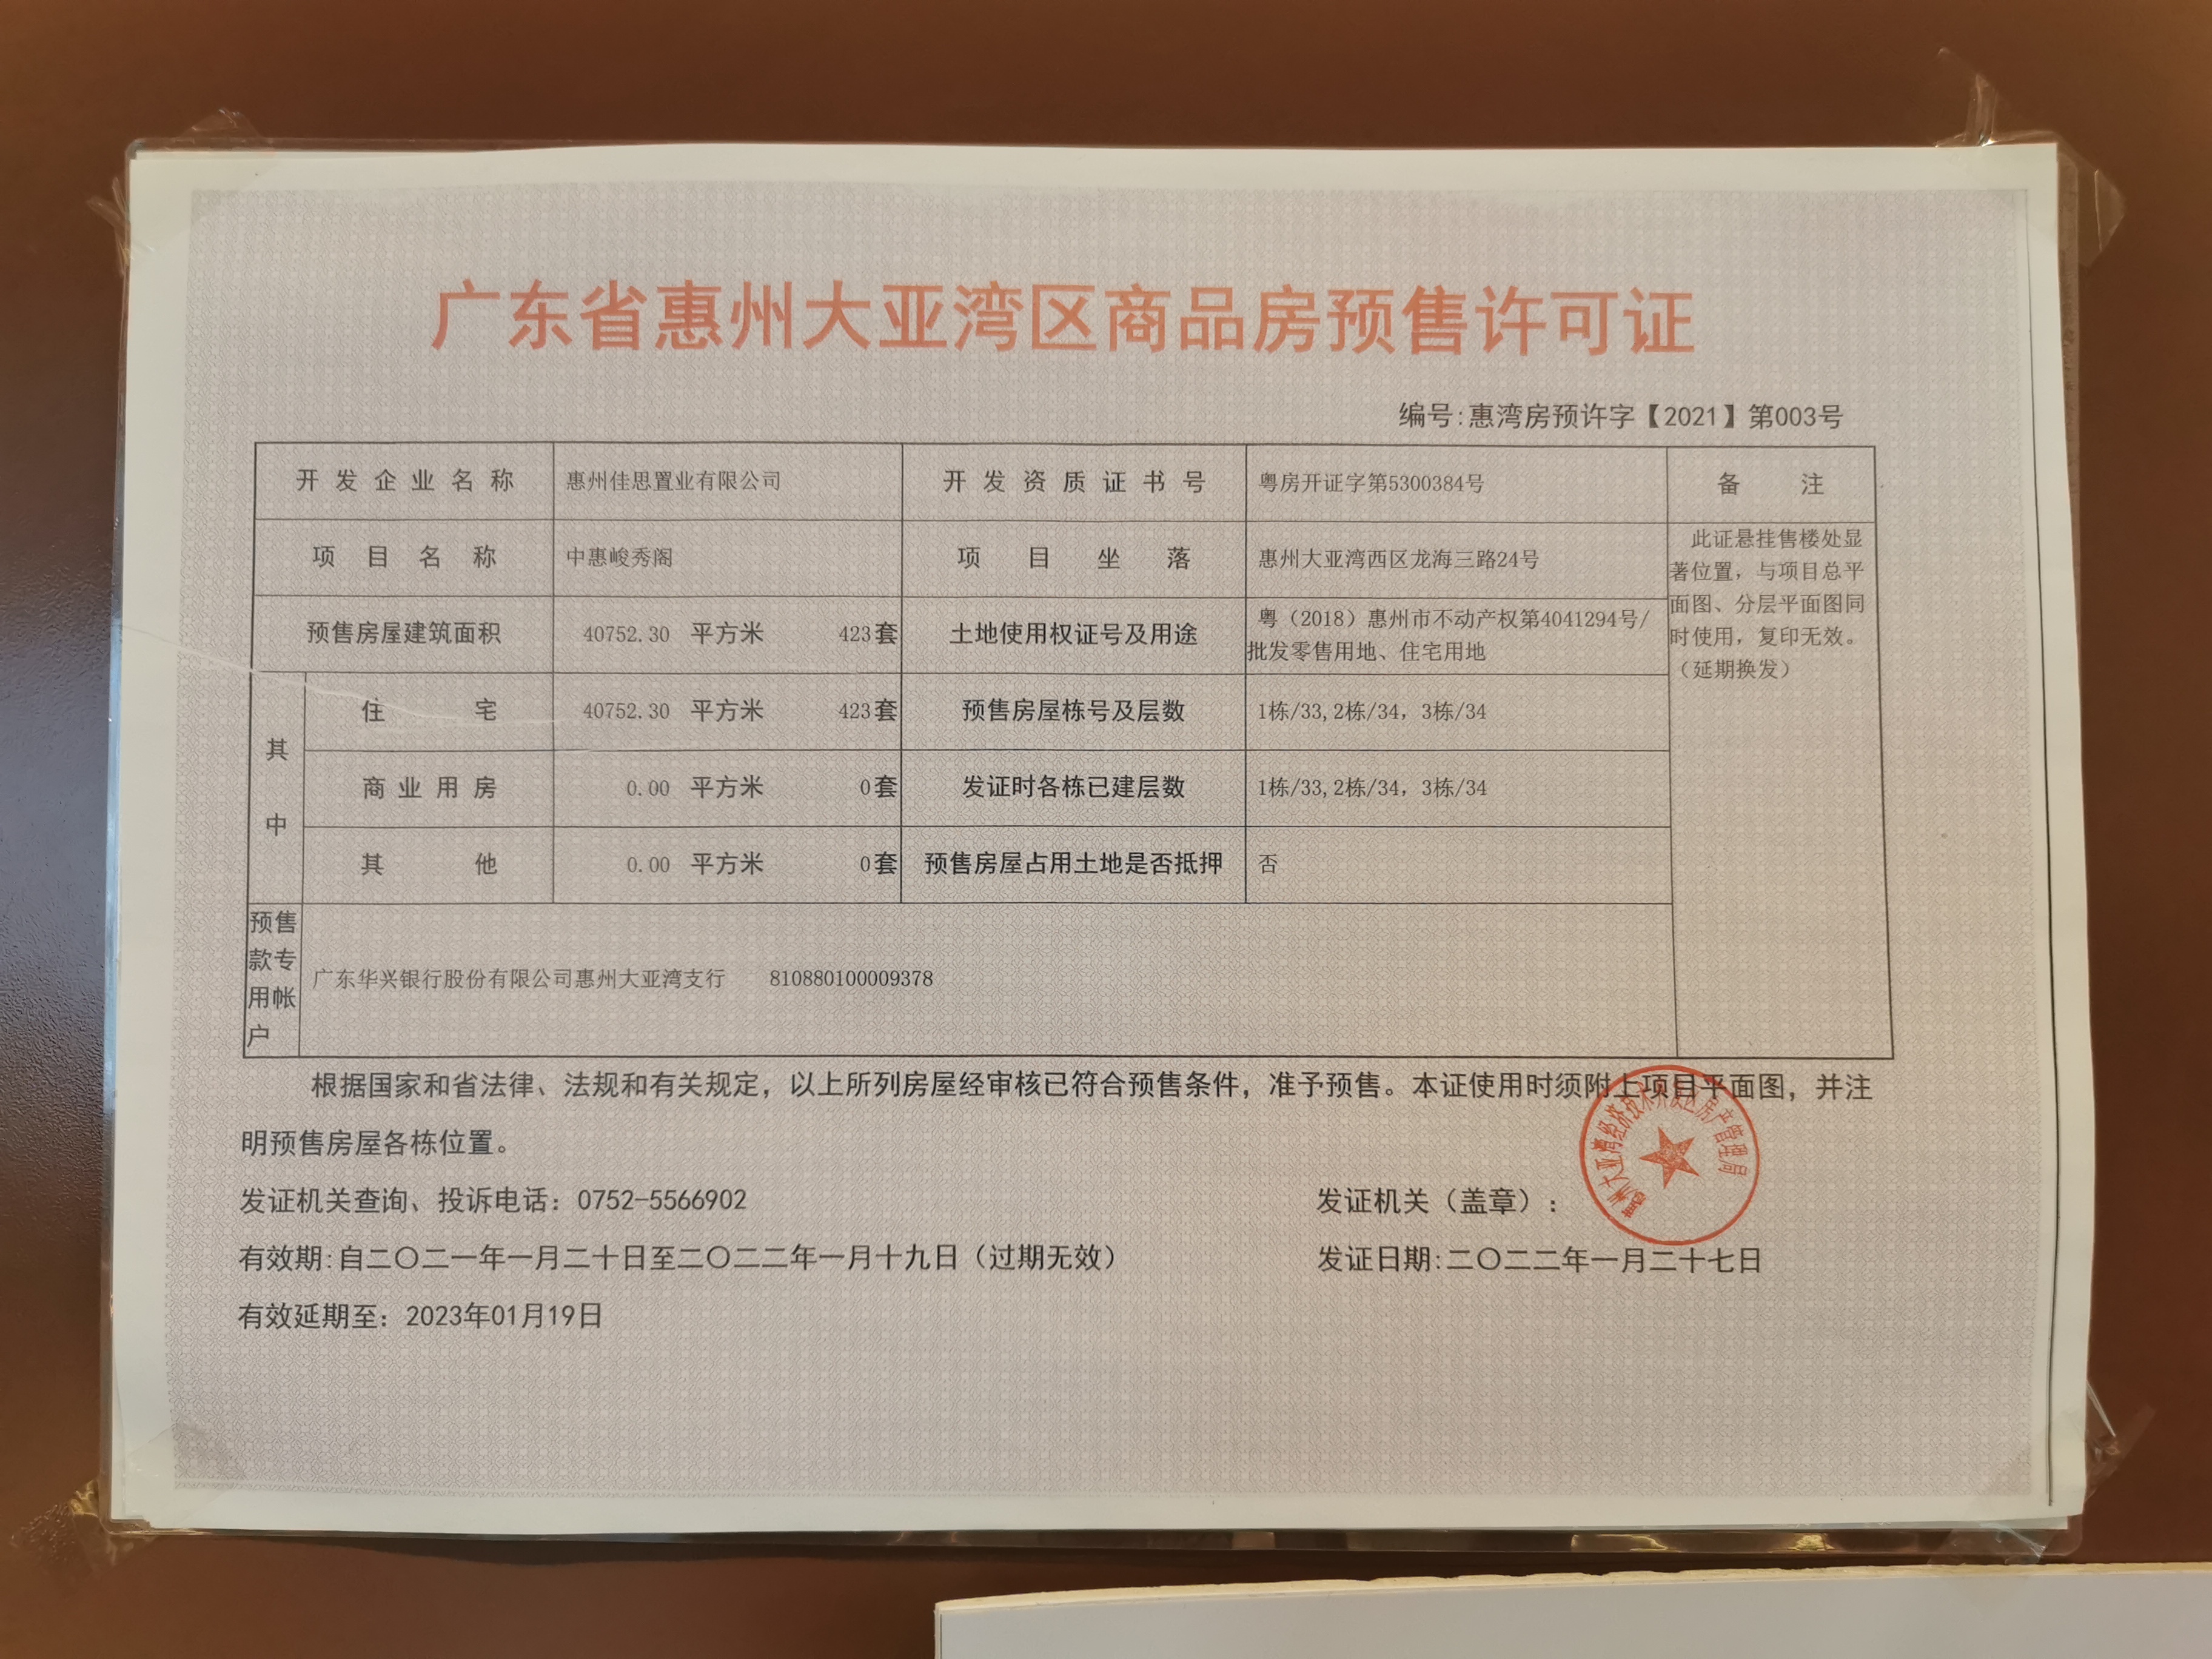 广东省惠州大亚湾区商品房预售许可证
编号:惠湾房预许字【2021】第003号
开发企业名称 惠州佳思置业有限公司 开发资质证书号 粤房开证字第5300384号 备注
项目名称 中惠峻秀阁 项目坐落 惠州大亚湾西区龙海三路24号
此证悬挂售楼处显
著位置，与项目总平
面图、分层平面图同
时使用，复印无效。
（延期换发）
预售房屋建筑面积 40752.30 平方米 423套 土地使用权证号及用途 粤（2018）惠州市不动产权第4041294号/
批发零售用地、住宅用地
其中
住宅 40752.30 平方米 423套 预售房屋栋号及层数 1栋/33,2栋/34，3栋/34
商业用房 0.00 平方米 0套 发证时各栋已建层数 1栋/33,2栋/34，3栋/34
其他 0.00 平方米 0套 预售房屋占用土地是否抵押 否
预售
款专
用帐
户
广东华兴银行股份有限公司惠州大亚湾支行 810880100009378
根据国家和省法律、法规和有关规定，以上所列房屋经审核已符合预售条件，准予预售。本证使用时须附上项目平面图，并注
明预售房屋各栋位置。
发证机关查询、投诉电话：0752-5566902 发证机关（盖章）：
惠州大亚湾经济技术开发区房产管理局
有效期:自二〇二一年一月二十日至二〇二二年一月十九日（过期无效） 发证日期:二〇二二年一月二十七日
有效延期至：2023年01月19日